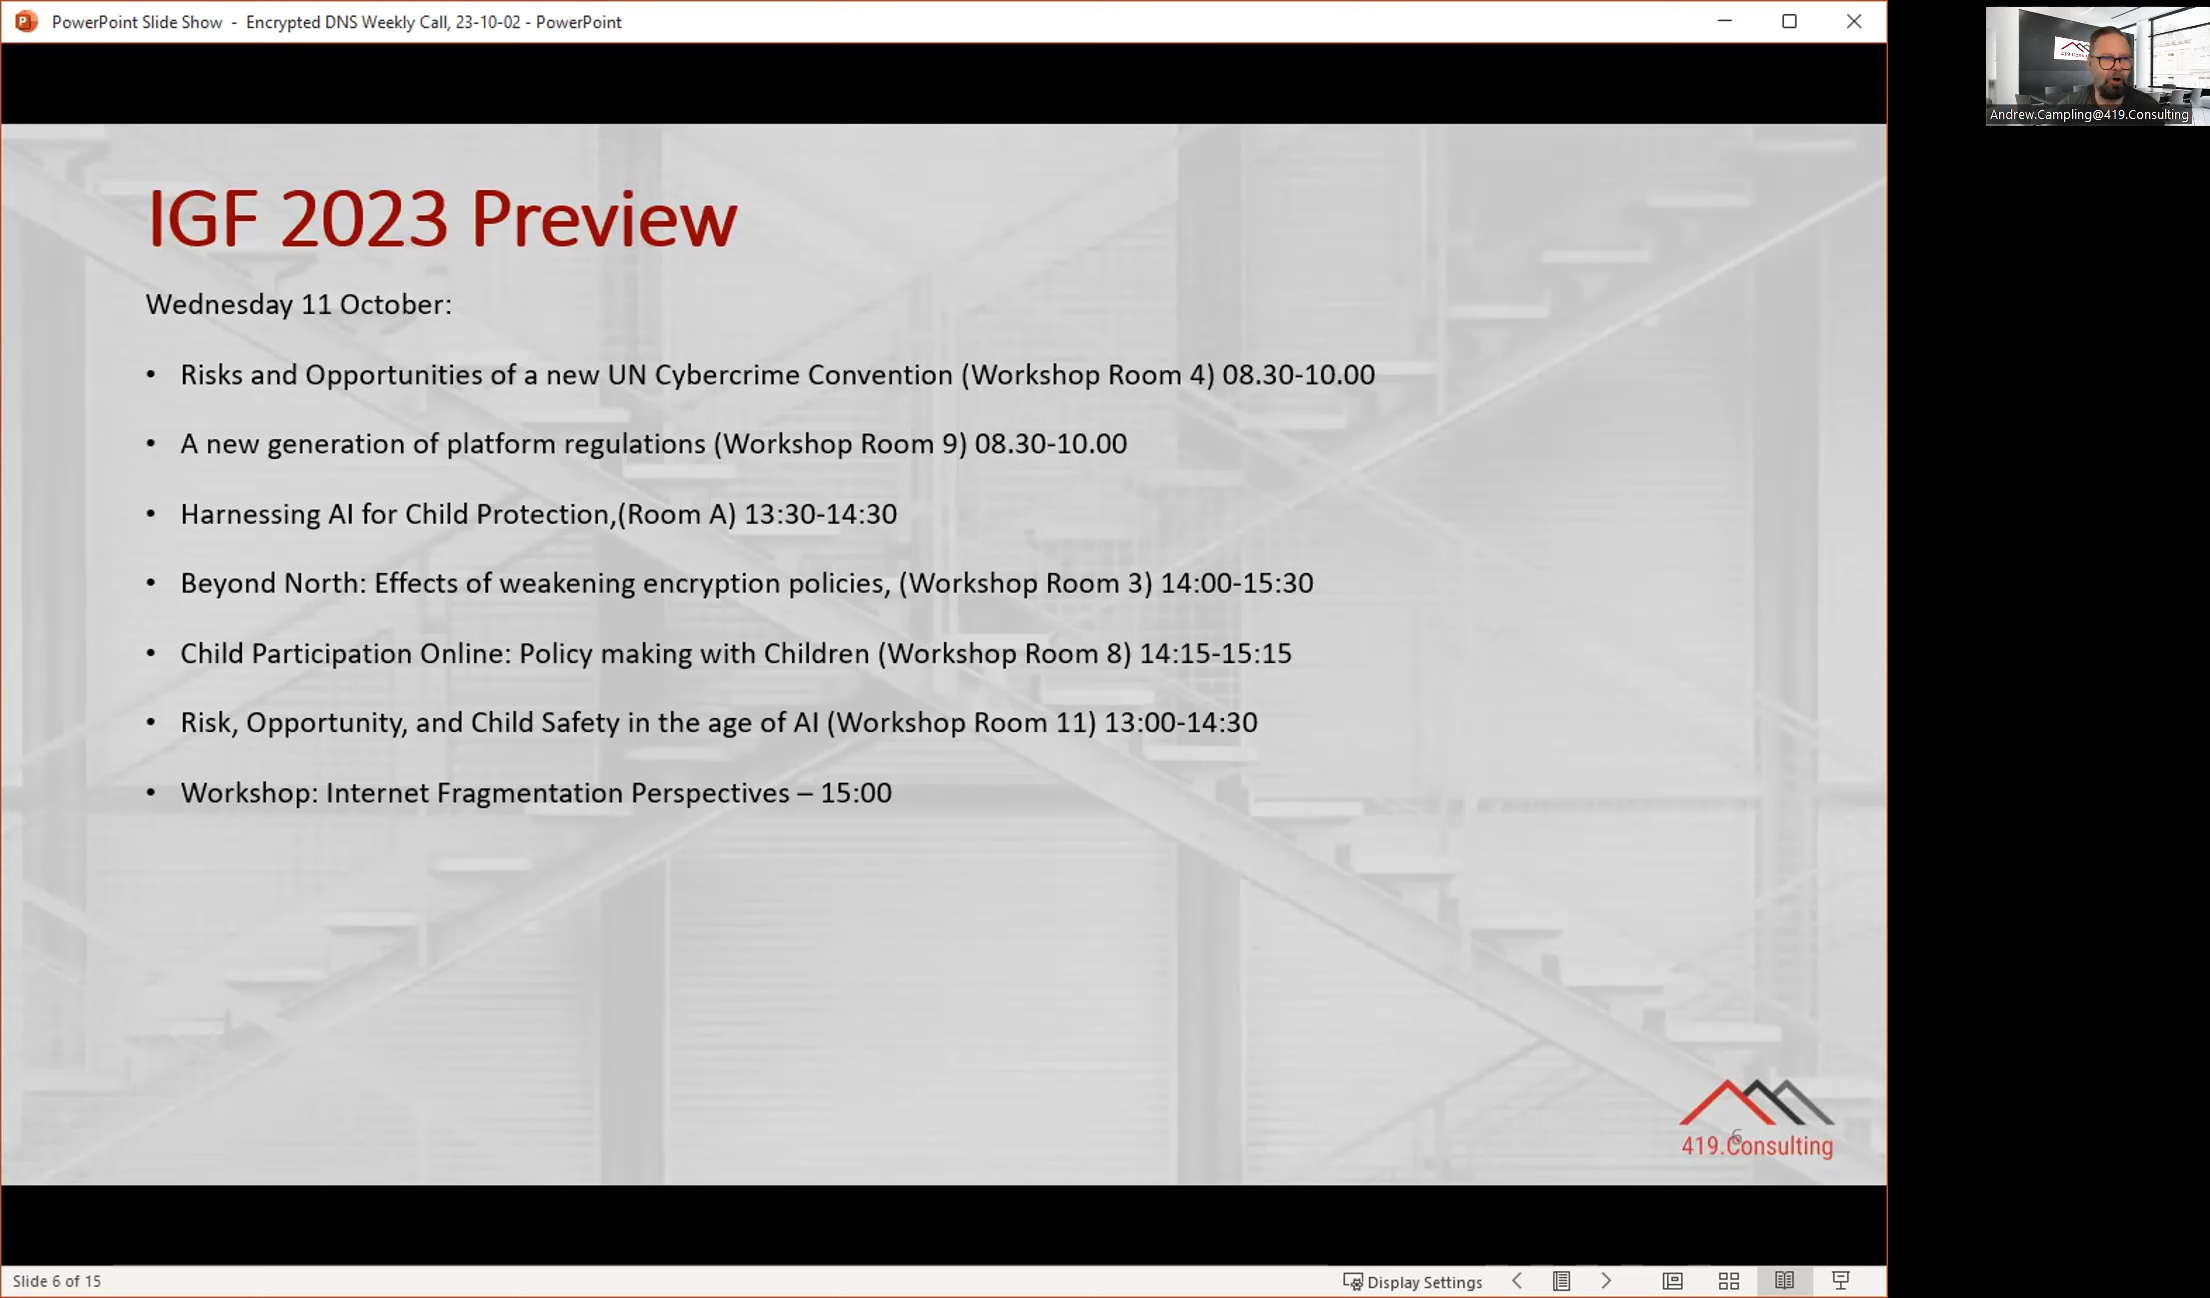 PowerPoint Slide Show - Encrypted DNS Weekly Call, 23-10-02 - PowerPoint
Andrew.Campling@419.Consulting
IGF 2023 Preview
Wednesday 11 October:
• Risks and Opportunities of a new UN Cybercrime Convention (Workshop Room 4) 08.30-10.00
• A new generation of platform regulations (Workshop Room 9) 08.30-10.00
• Harnessing AI for Child Protection,(Room A) 13:30-14:30
• Beyond North: Effects of weakening encryption policies, (Workshop Room 3) 14:00-15:30
• Child Participation Online: Policy making with Children (Workshop Room 8) 14:15-15:15
• Risk, Opportunity, and Child Safety in the age of AI (Workshop Room 11) 13:00-14:30
• Workshop: Internet Fragmentation Perspectives – 15:00
6
419.Consulting
Slide 6 of 15
Display Settings